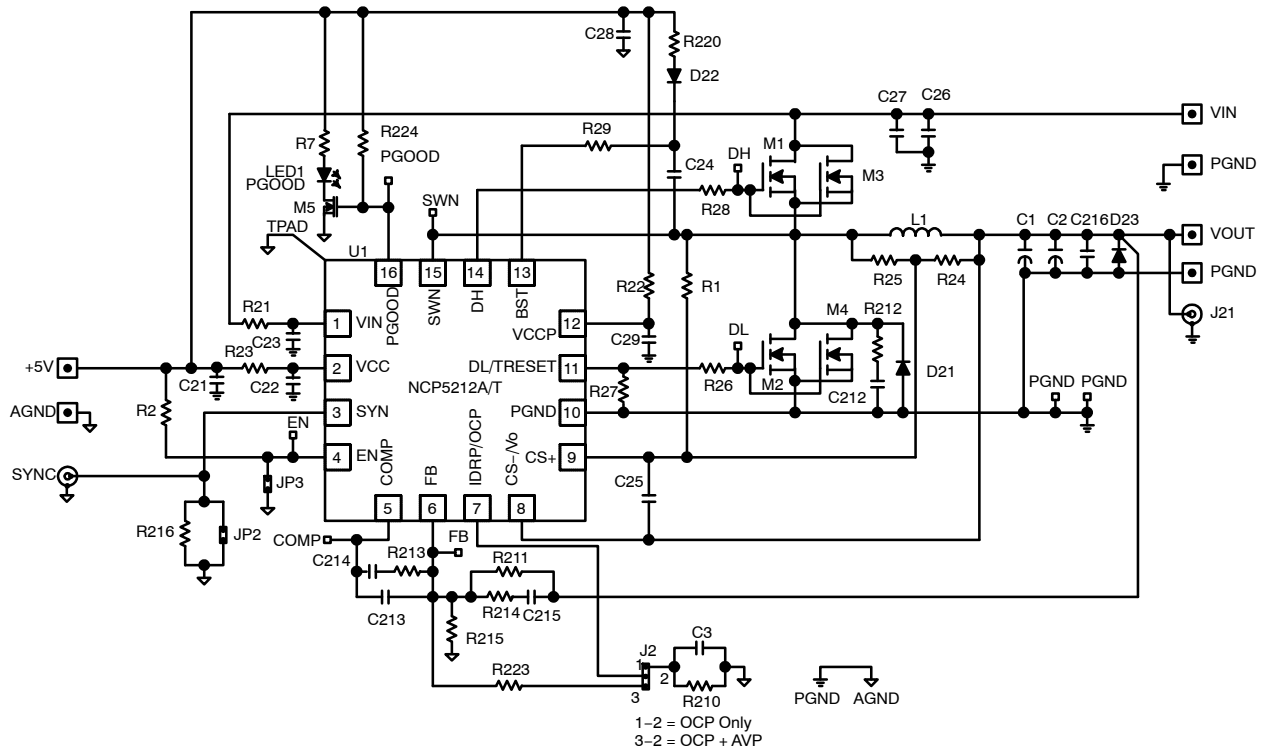 C28
R220
D22
C27
C26
VIN
R7
R224
PGOOD
R29
M1
DH
C24
M3
PGND
LED1
PGOOD
M5
SWN
R28
TPAD
L1
C1
C2
C216
D23
VOUT
U1
16
15
14
13
R25
R24
PGND
PGOOD
SWN
DH
BST
R22
R1
R21
1
VIN
C23
VCCP
12
C29
M4
R212
J21
R23
DL
+5V
C21
C22
2
VCC
DL/TRESET
11
NCP5212A/T
R27
R26
M2
D21
C212
PGND
PGND
AGND
R2
3
SYN
PGND
10
EN
SYNC
4
EN
COMP
FB
IDRP/OCP
CS−/Vo
CS+
9
JP3
C25
5
6
7
8
R216
JP2
COMP
FB
C214
R213
R211
C213
R214
C215
R215
C3
J2
1
2
3
R223
R210
PGND
AGND
1−2 = OCP Only
3−2 = OCP + AVP